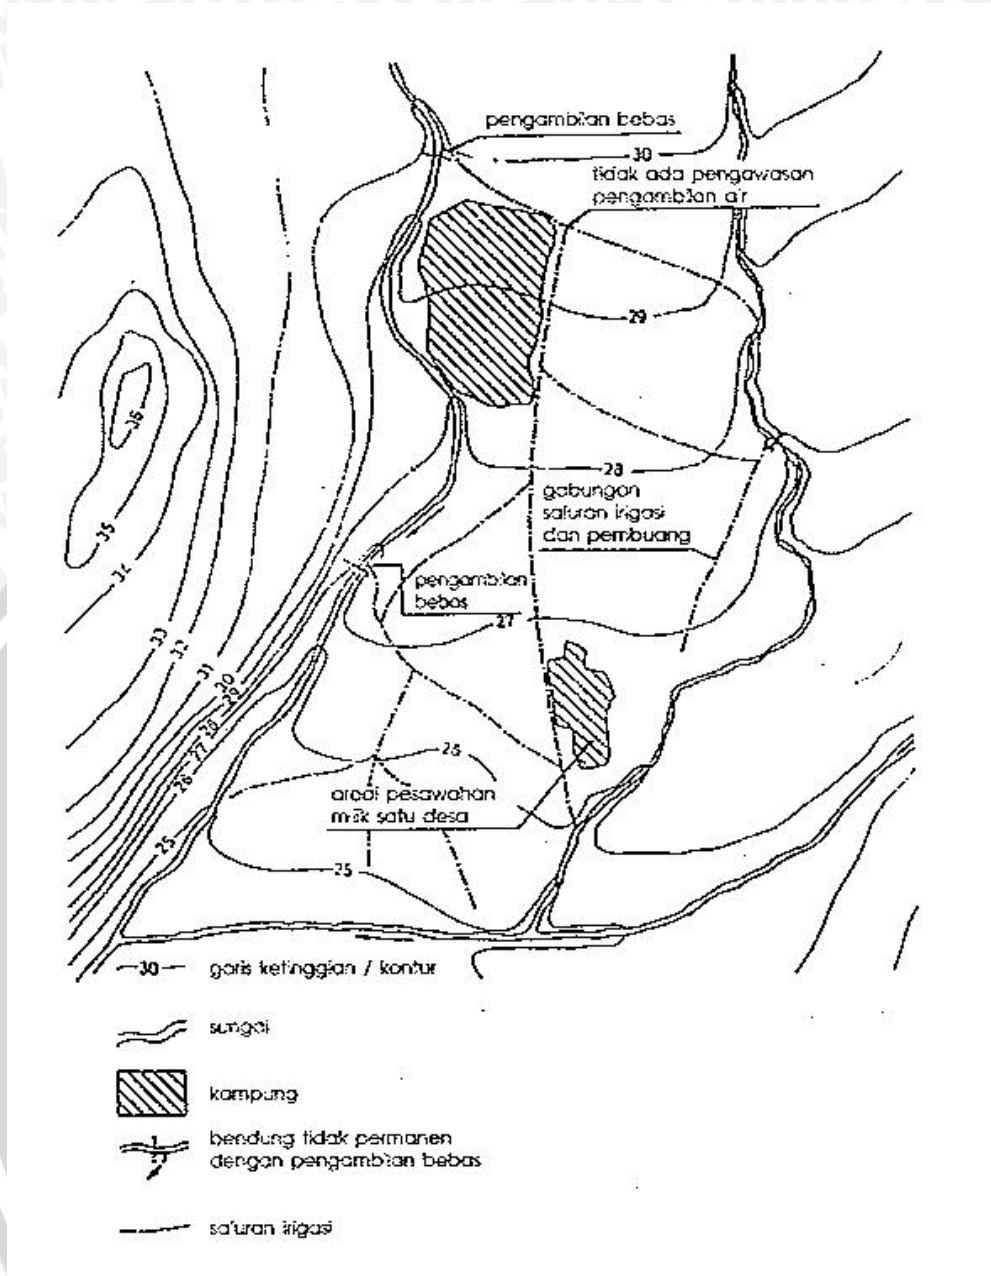 pengambilan bebas
30
tidak ada pengawasan
pengambilan air
29
36
35
34
28
gabungan
saluran irigasi
dan pembuang
pengambilan
bebas
27
33
32
31
30
29
28
27
26
25
26
areal pesawahan
milik satu desa
25
30 garis ketinggian / kontur
sungai
kampung
bendung tidak permanen
dengan pengambilan bebas
saluran irigasi